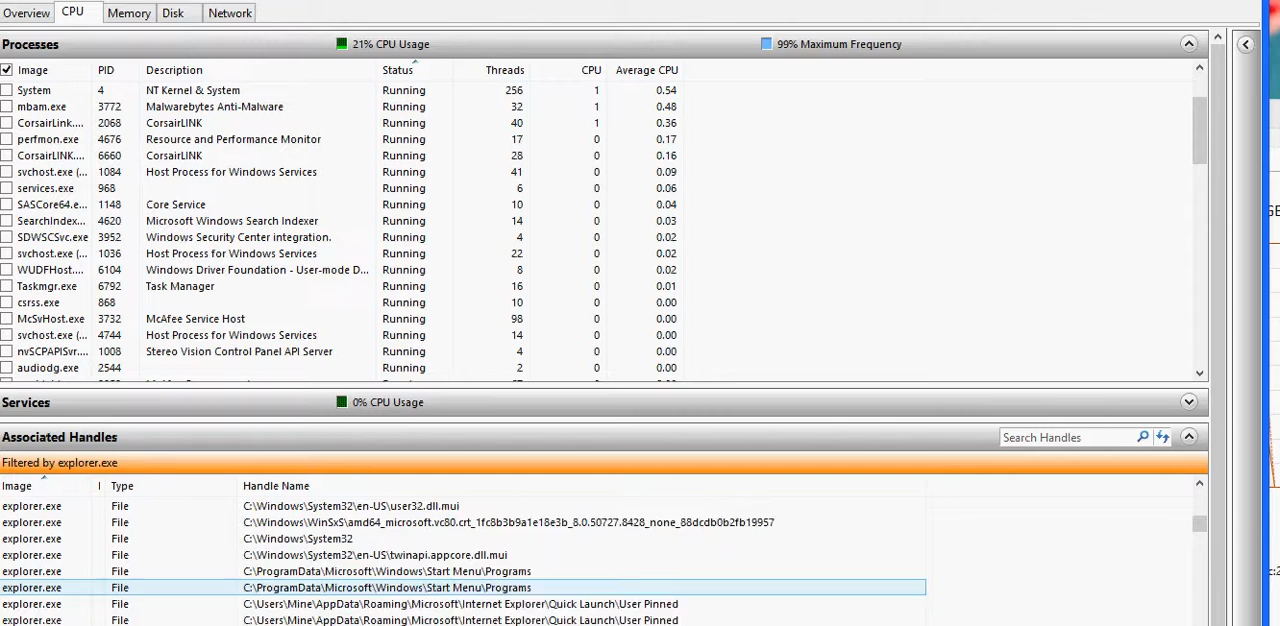 Overview CPU Memory Disk Network
Processes 21% CPU Usage 99% Maximum Frequency
Image PID Description Status Threads CPU Average CPU
System 4 NT Kernel & System Running 256 1 0.54
mbam.exe 3772 Malwarebytes Anti-Malware Running 32 1 0.48
CorsairLink.... 2068 CorsairLINK Running 40 1 0.36
perfmon.exe 4676 Resource and Performance Monitor Running 17 0 0.17
CorsairLINK.... 6660 CorsairLINK Running 28 0 0.16
svchost.exe (... 1084 Host Process for Windows Services Running 41 0 0.09
services.exe 968 Running 6 0 0.06
SASCore64.e... 1148 Core Service Running 4 0 0.04
SearchIndex... 4620 Microsoft Windows Search Indexer Running 14 0 0.03
SDWSCSvc.exe 3952 Windows Security Center integration. Running 4 0 0.02
svchost.exe (... 1036 Host Process for Windows Services Running 22 0 0.02
WUDFHost.... 6104 Windows Driver Foundation - User-mode D... Running 8 0 0.02
Taskmgr.exe 6792 Task Manager Running 16 0 0.01
csrss.exe 868 Running 10 0 0.00
McSvHost.exe 3732 McAfee Service Host Running 98 0 0.00
svchost.exe (... 4744 Host Process for Windows Services Running 14 0 0.00
nvSCPAPISvr.... 1008 Stereo Vision Control Panel API Server Running 4 0 0.00
audiodg.exe 2544 Running 2 0 0.00
Services 0% CPU Usage
Associated Handles Search Handles
Filtered by explorer.exe
Image Type Handle Name
explorer.exe File C:\Windows\System32\en-US\user32.dll.mui
explorer.exe File C:\Windows\WinSxS\amd64_microsoft.vc80.crt_1fc8b3b9a1e18e3b_8.0.50727.8428_none_88dcdb0b2fb19957
explorer.exe File C:\Windows\System32
explorer.exe File C:\Windows\System32\en-US\twinapi.appcore.dll.mui
explorer.exe File C:\ProgramData\Microsoft\Windows\Start Menu\Programs
explorer.exe File C:\ProgramData\Microsoft\Windows\Start Menu\Programs
explorer.exe File C:\Users\Mine\AppData\Roaming\Microsoft\Internet Explorer\Quick Launch\User Pinned
explorer.exe File C:\Users\Mine\AppData\Roaming\Microsoft\Internet Explorer\Quick Launch\User Pinned